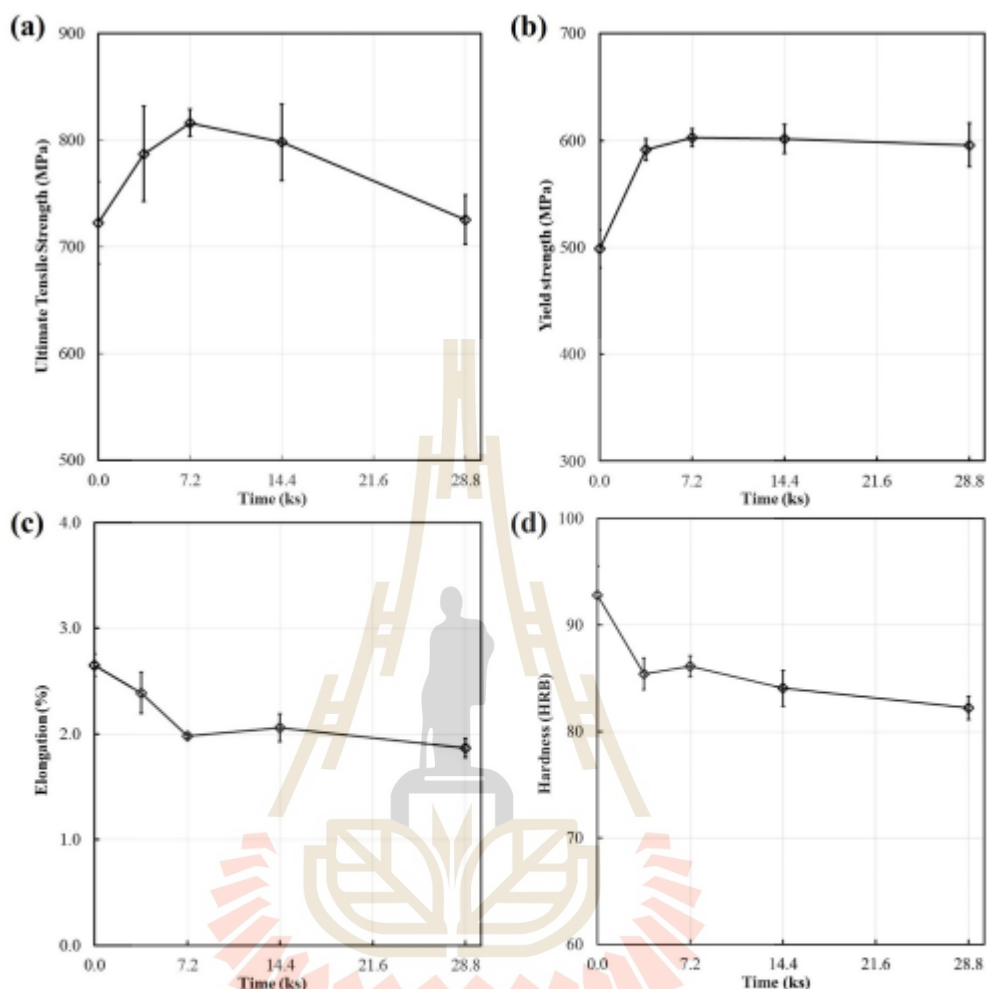 (a)
900
800
700
600
500
Ultimate Tensile Strength (MPa)
0.0 7.2 14.4 21.6 28.8
Time (ks)
(b)
700
600
500
400
300
Yield strength (MPa)
0.0 7.2 14.4 21.6 28.8
Time (ks)
(c)
4.0
3.0
2.0
1.0
0.0
Elongation (%)
0.0 7.2 14.4 21.6 28.8
Time (ks)
(d)
100
90
80
70
60
Hardness (HRB)
0.0 7.2 14.4 21.6 28.8
Time (ks)